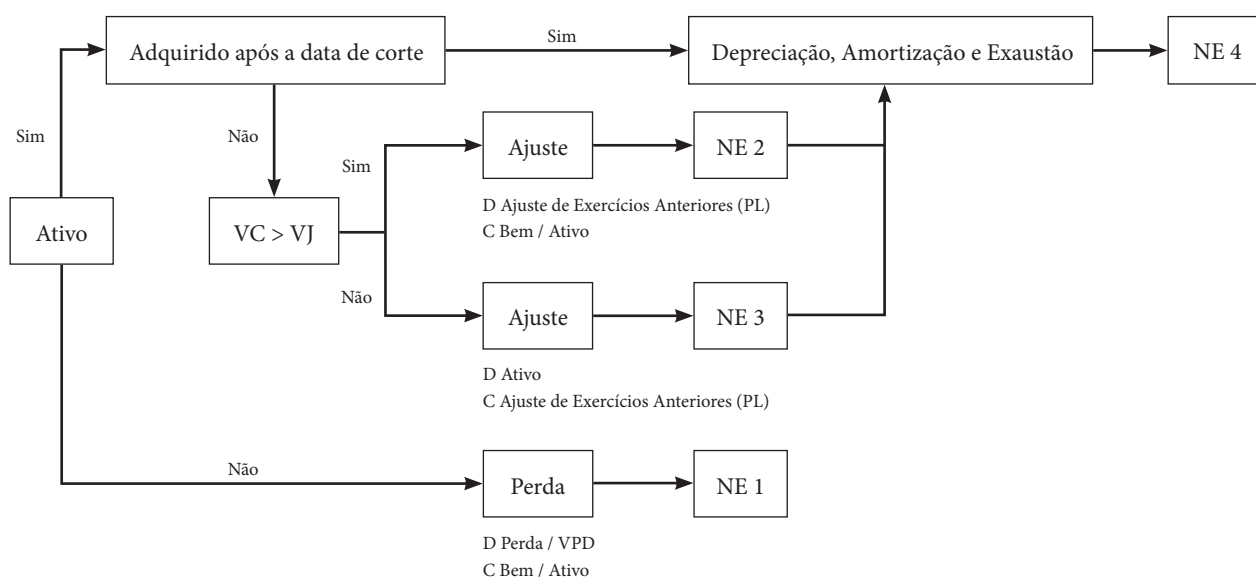 Adquirido após a data de corte
Sim
Depreciação, Amortização e Exaustão
NE 4
Sim
Não
Sim
Ajuste
NE 2
D Ajuste de Exercícios Anteriores (PL)
C Bem / Ativo
Ativo
VC > VJ
Não
Ajuste
NE 3
D Ativo
C Ajuste de Exercícios Anteriores (PL)
Não
Perda
NE 1
D Perda / VPD
C Bem / Ativo